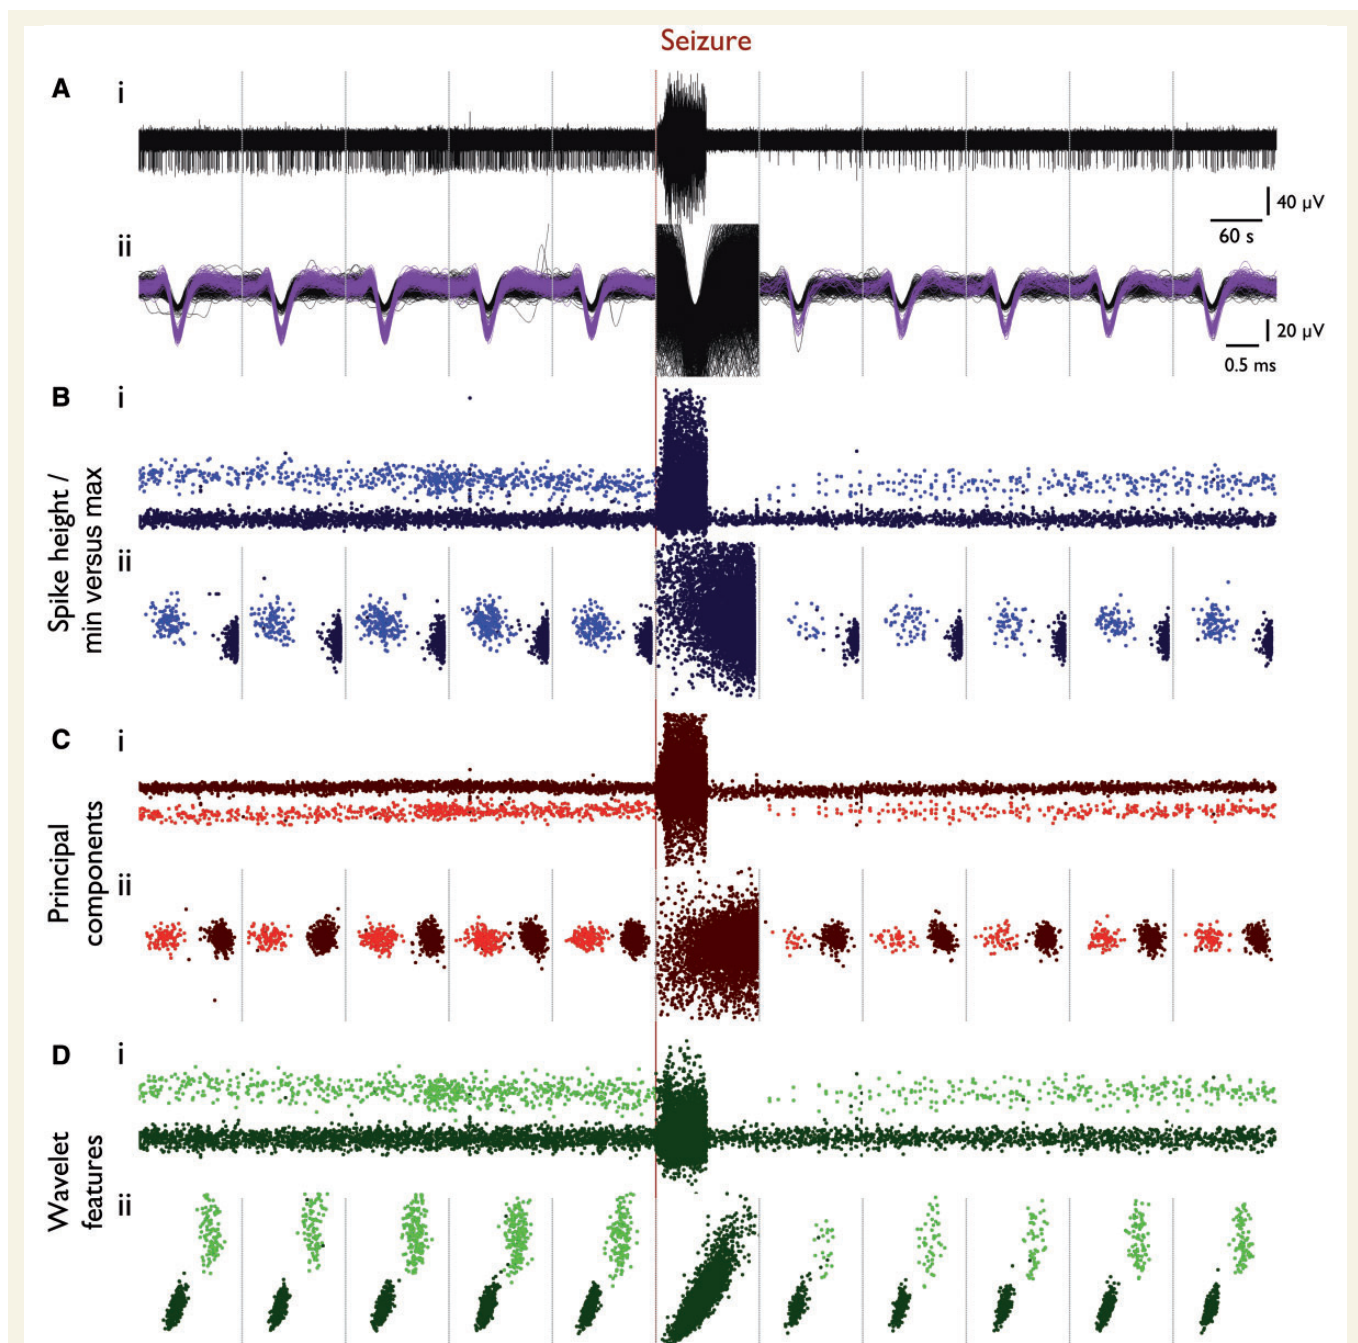 Seizure
A
i
40 µV
60 s
ii
20 µV
0.5 ms
B
i
Spike height /
min versus max
ii
C
i
Principal
components
ii
D
i
Wavelet
features
ii